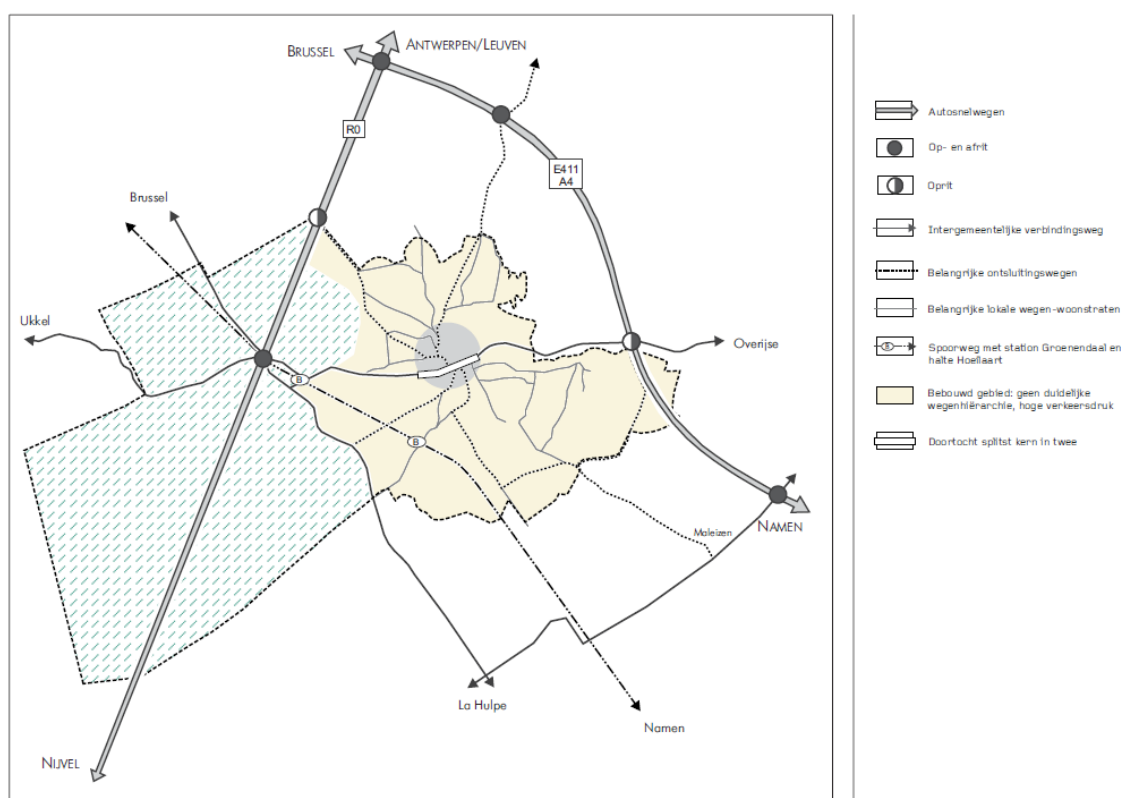 BRUSSEL
ANTWERPEN/LEUVEN
R0
E411
A4
Brussel
Ukkel
Overijse
B
B
Maleizen
NAMEN
La Hulpe
Namen
NIJVEL
Autosnelwegen
Op- en afrit
Oprit
Intergemeentelijke verbindingsweg
Belangrijke ontsluitingswegen
Belangrijke lokale wegen-woonstraten
B
Spoorweg met station Groenendaal en
halte Hoeilaart
Bebouwd gebied: geen duidelijke
wegenhiërarchie, hoge verkeersdruk
Doortocht splitst kern in twee